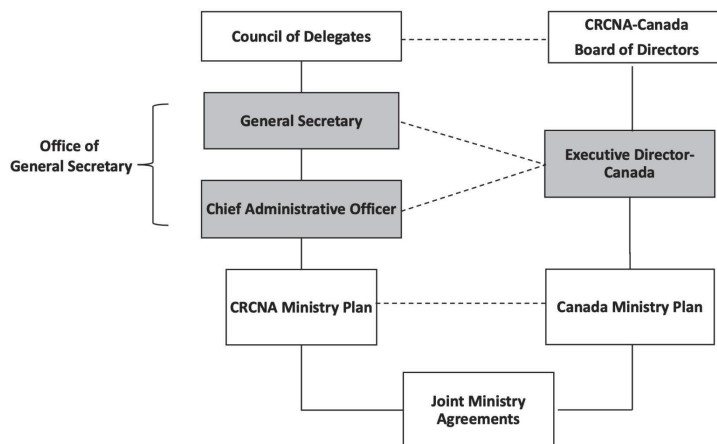 Council of Delegates
CRCNA-Canada
Board of Directors
Office of
General Secretary
General Secretary
Executive Director-
Canada
Chief Administrative Officer
CRCNA Ministry Plan
Canada Ministry Plan
Joint Ministry
Agreements